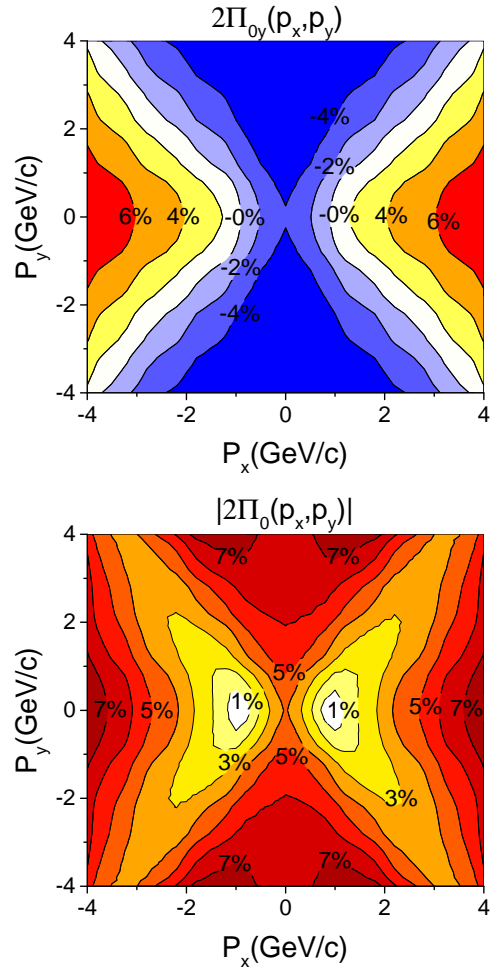 2Π0y(px,py)
4
-4%
2
-2%
Py(GeV/c)
0
6% 4% -0% -0% 4% 6%
-2%
-2
-4%
-4
-4 -2 0 2 4
Px(GeV/c)
|2Π0(px,py)|
4
7% 7%
2
5%
Py(GeV/c)
0
7% 5% 1% 1% 5% 7%
3% 5%
-2
3%
7% 7%
-4
-4 -2 0 2 4
Px(GeV/c)